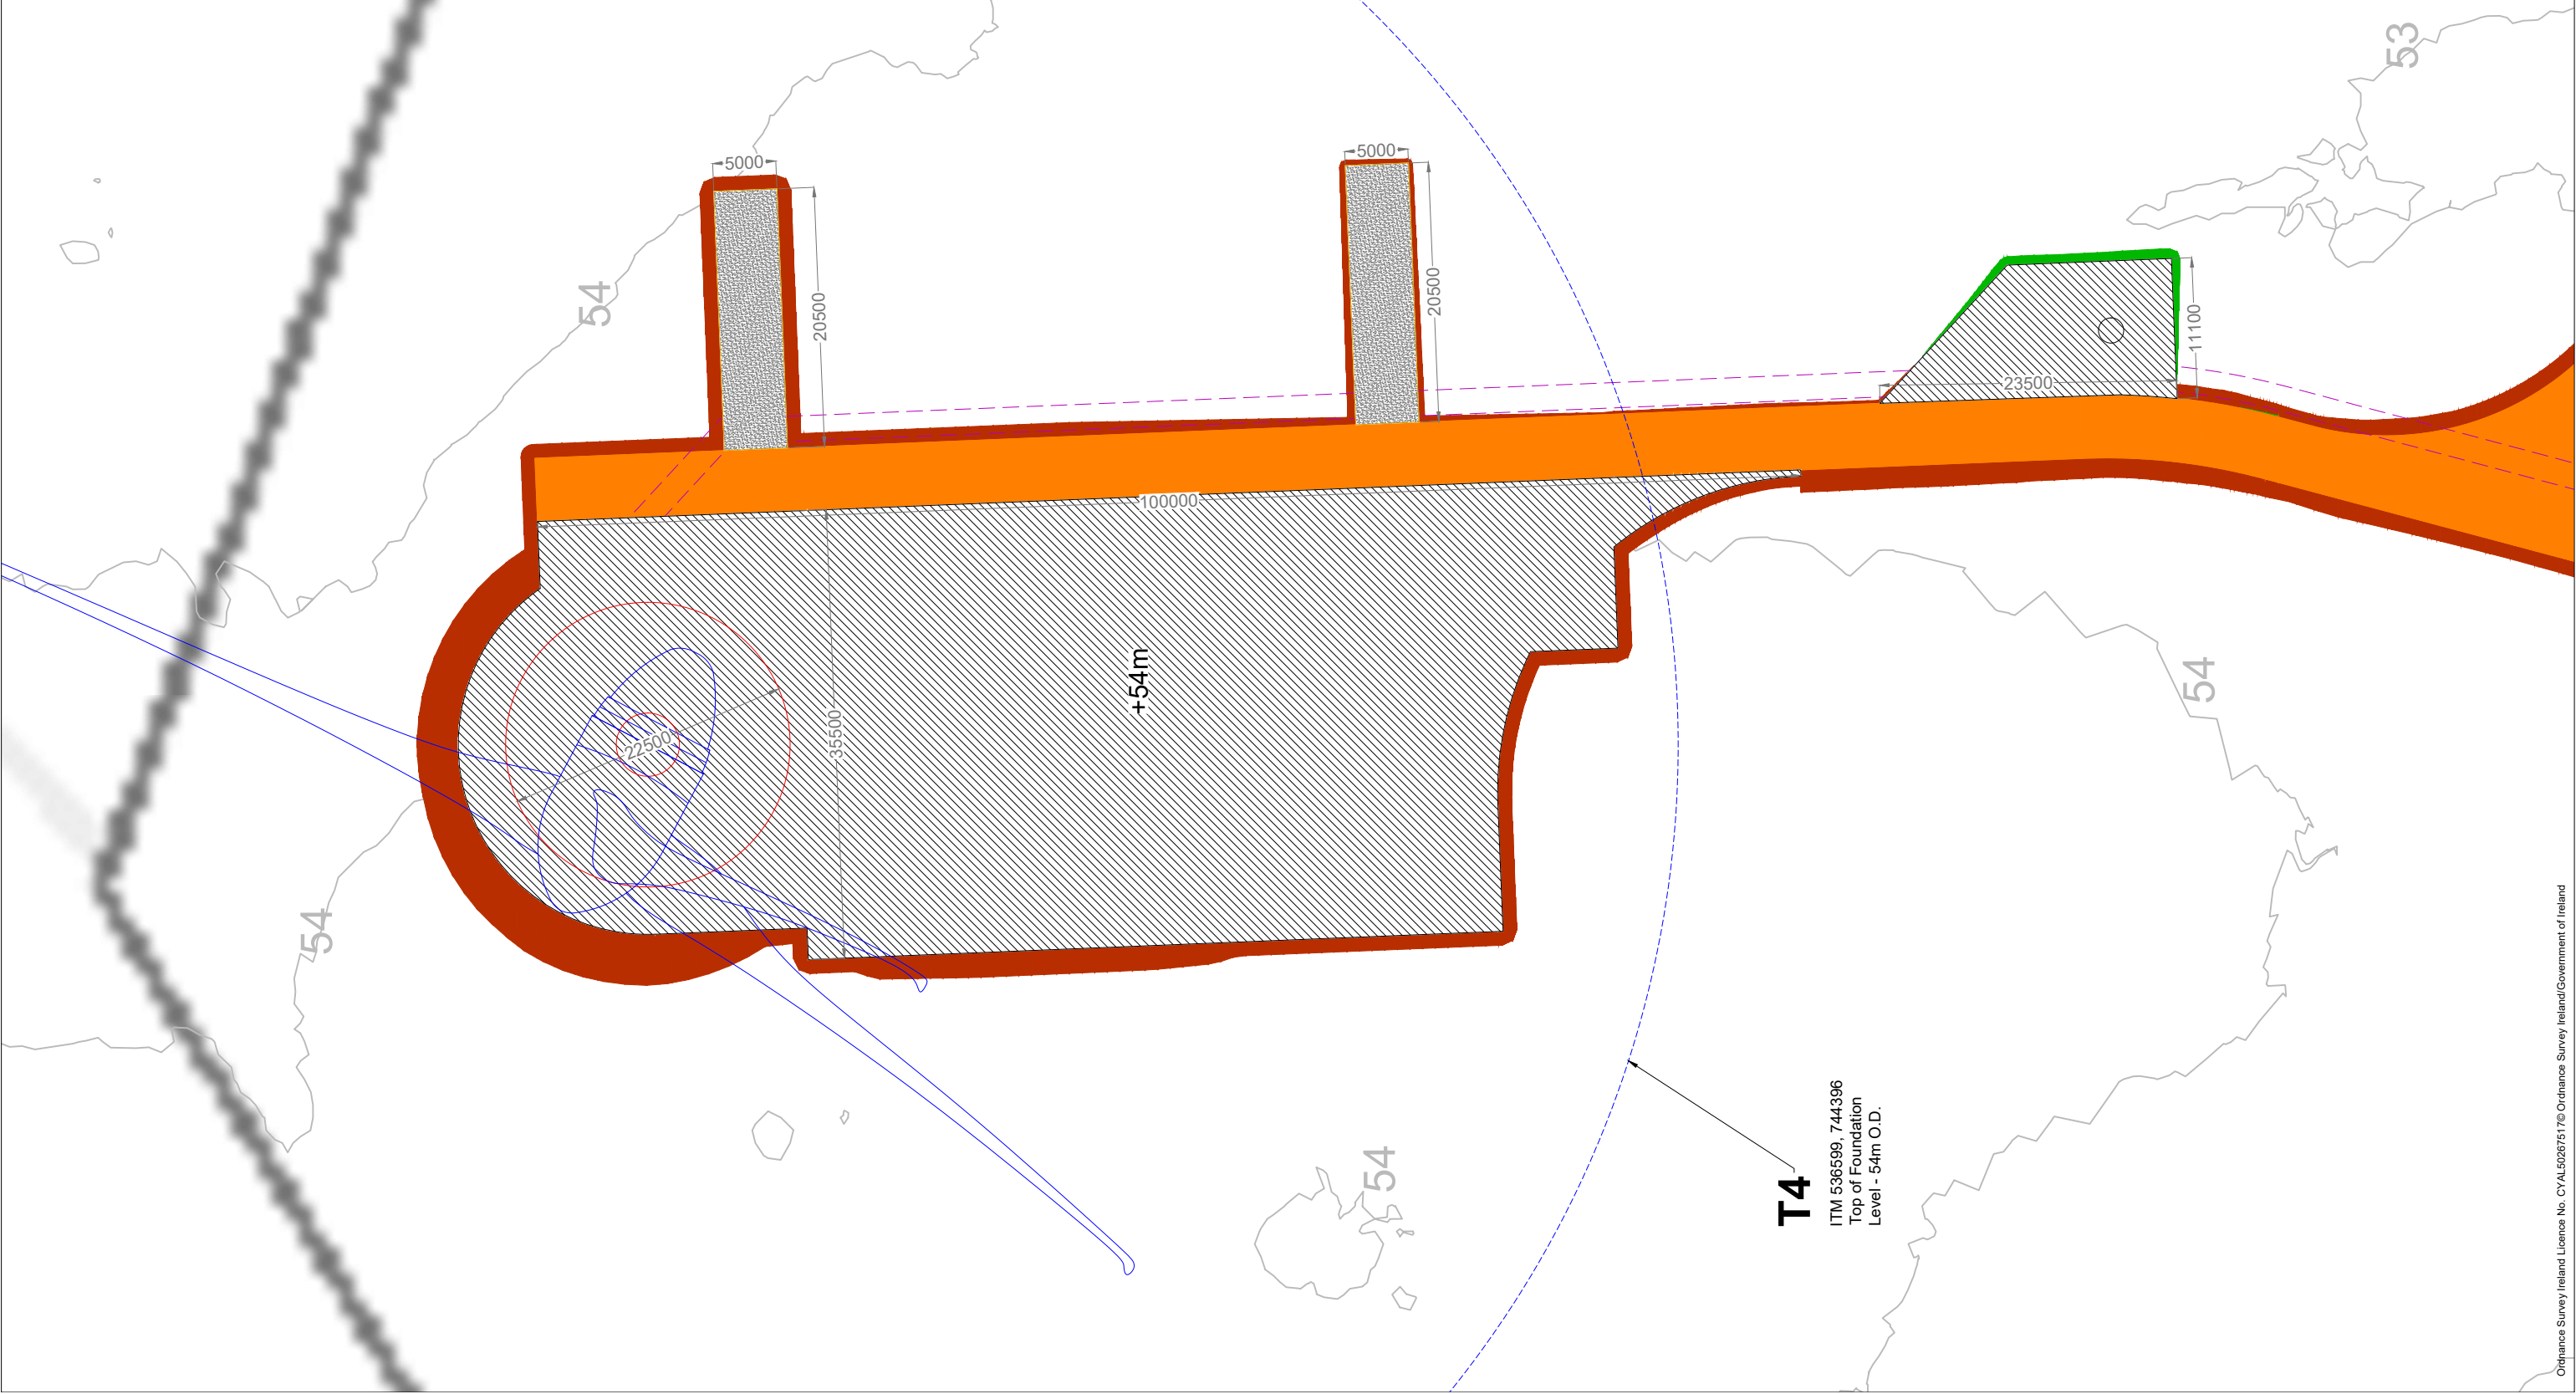 53
5000
5000
54
20500
20500
11100
23500
100000
+54m
54
22500
35500
54
54
T4
ITM 536599, 744396
Top of Foundation
Level - 54m O.D.
Ordnance Survey Ireland Licence No. CYAL50267517© Ordnance Survey Ireland/Government of Ireland